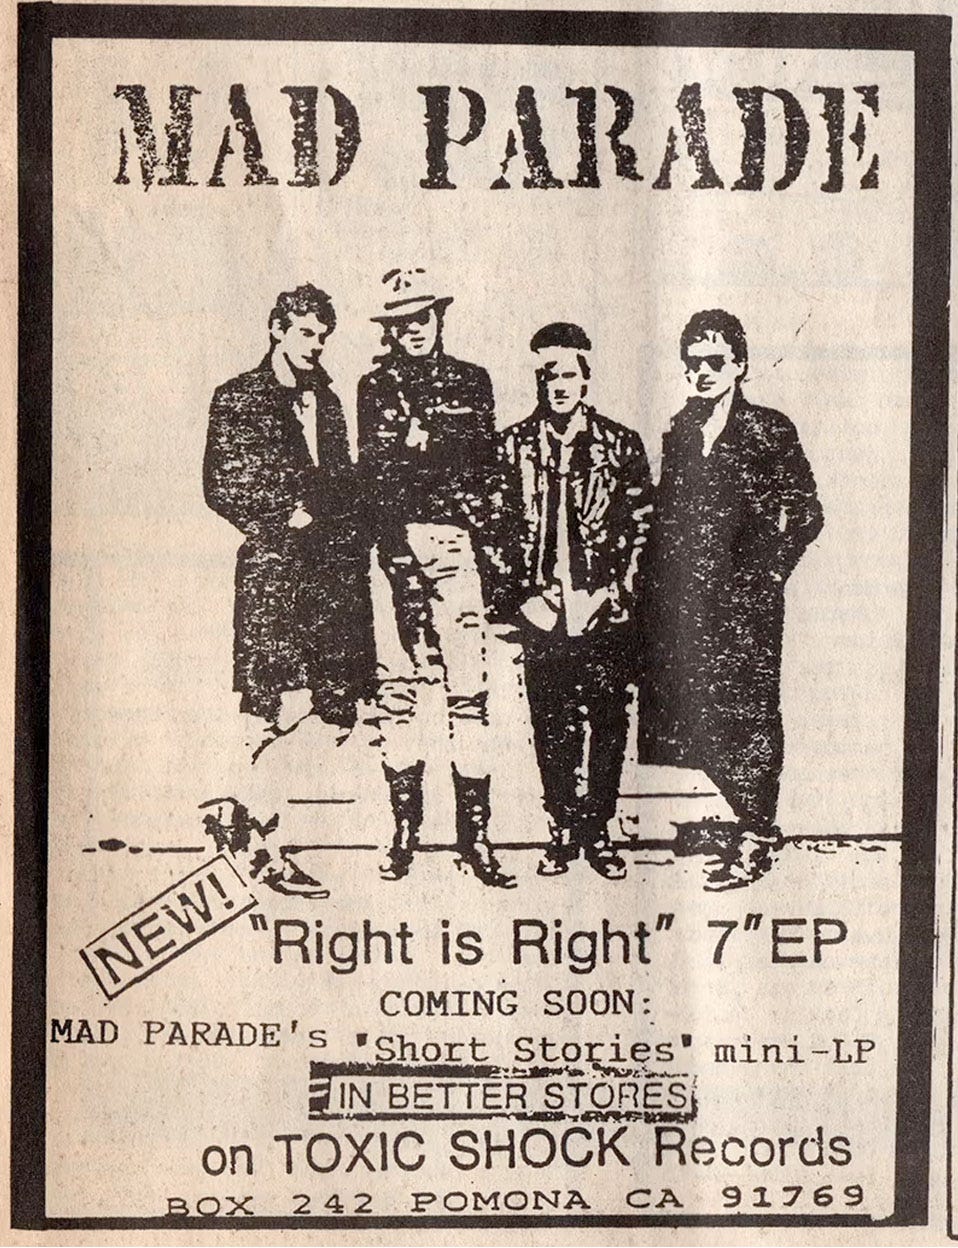 MAD PARADE
NEW!
"Right is Right" 7" EP
COMING SOON:
MAD PARADE's "Short Stories" mini-LP
IN BETTER STORES
on TOXIC SHOCK Records
BOX 242 POMONA CA 91769